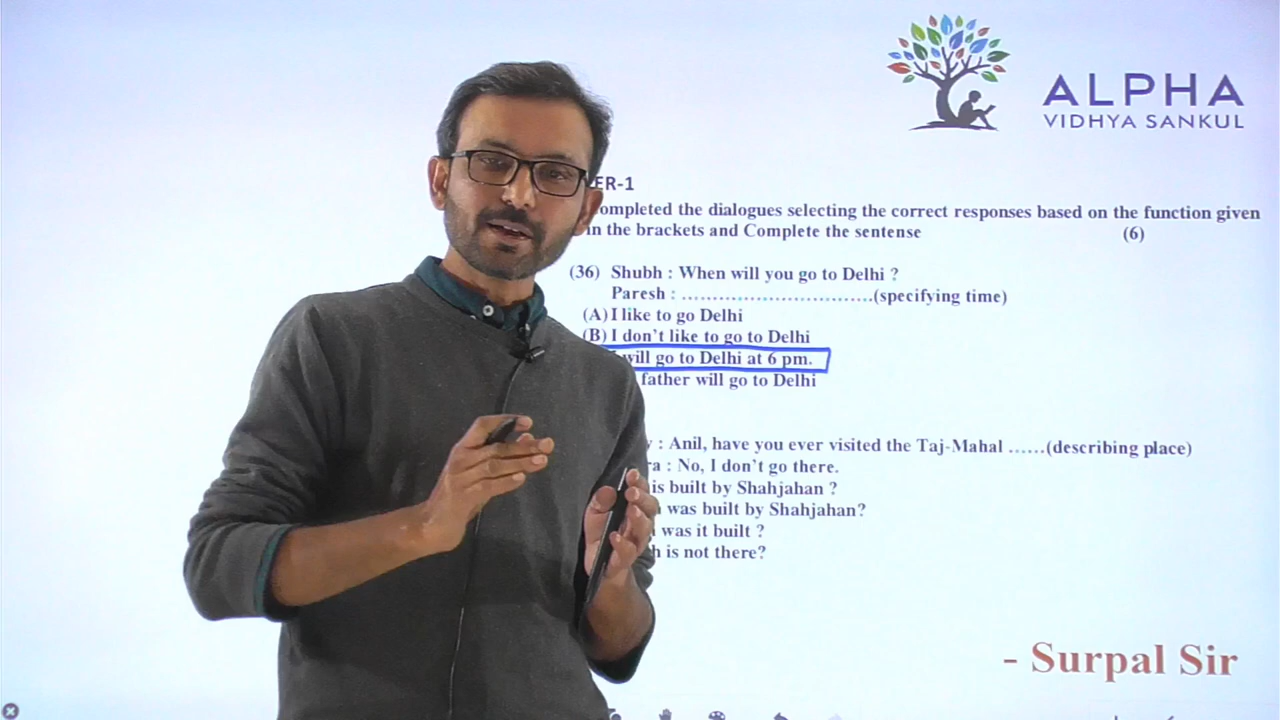 ALPHA
VIDHYA SANKUL
ER-1
ompleted the dialogues selecting the correct responses based on the function given
in the brackets and Complete the sentence (6)
(36) Shubh : When will you go to Delhi ?
Paresh : ................................(specifying time)
(A) I like to go Delhi
(B) I don't like to go to Delhi
will go to Delhi at 6 pm.
father will go to Delhi
: Anil, have you ever visited the Taj-Mahal ......(describing place)
ra : No, I don't go there.
is built by Shahjahan ?
was built by Shahjahan?
was it built ?
h is not there?
- Surpal Sir